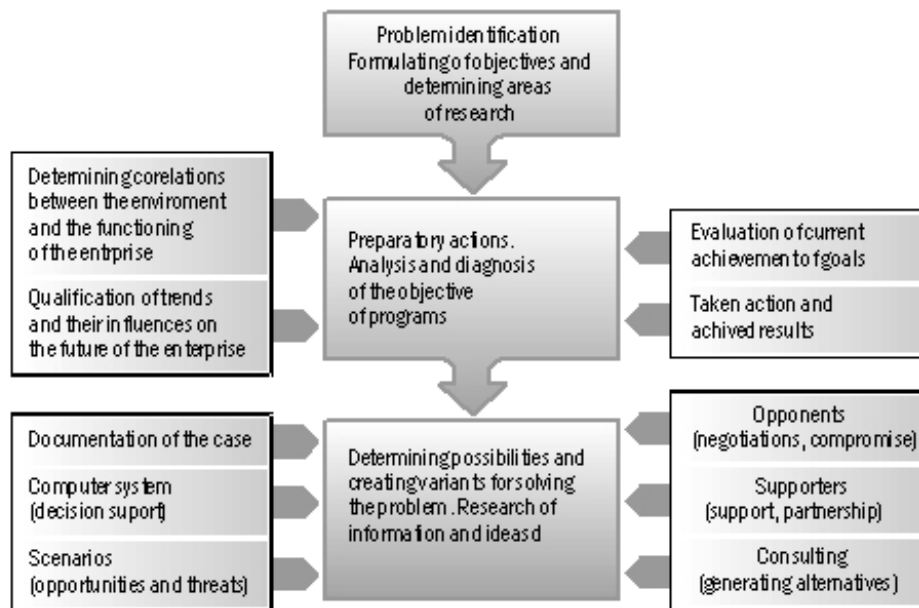 Problem identification
Formulating of objectives and
determining areas
of research
Determining corelations
between the enviroment
and the functioning
of the entrprise
Qualification of trends
and their influences on
the future of the enterprise
Preparatory actions.
Analysis and diagnosis
of the objective
of programs
Evaluation of current
achievement of goals
Taken action and
achived results
Documentation of the case
Computer system
(decision suport)
Scenarios
(opportunities and threats)
Determining possibilities and
creating variants for solving
the problem. Research of
information and ideas d
Opponents
(negotiations, compromise)
Supporters
(support, partnership)
Consulting
(generating alternatives)